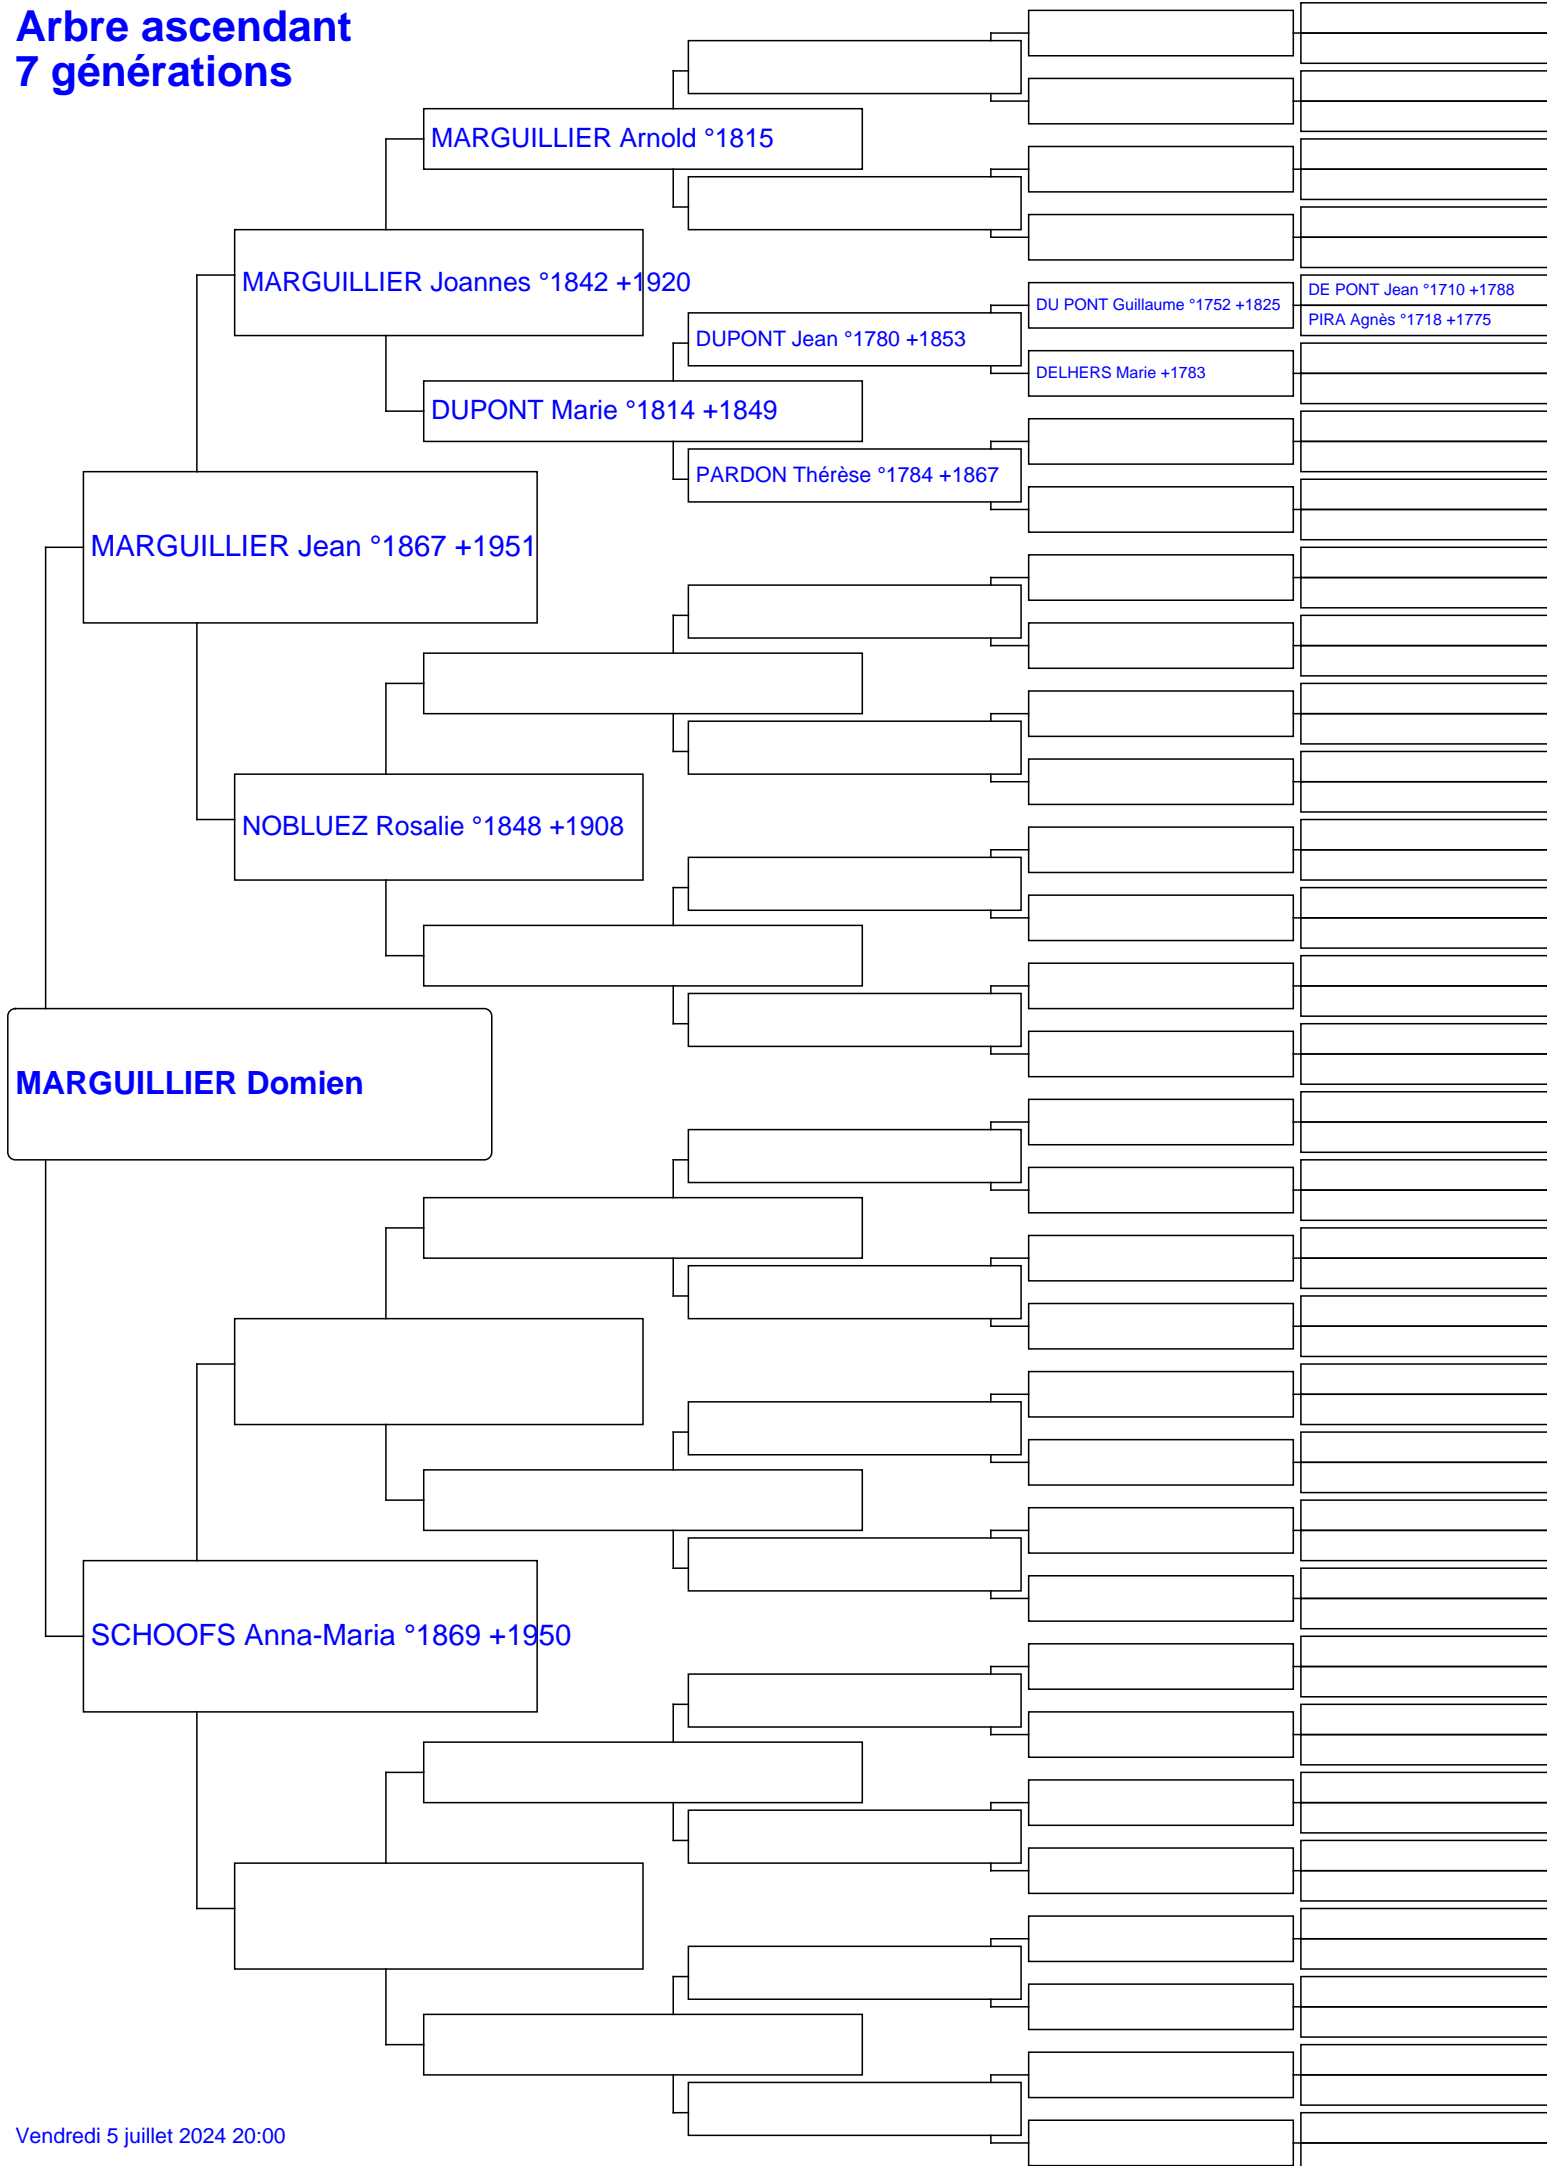 Arbre ascendant
7 générations
MARGUILLIER Arnold °1815
MARGUILLIER Joannes °1842 +1920
DE PONT Jean °1710 +1788
DU PONT Guillaume °1752 +1825
PIRA Agnès °1718 +1775
DUPONT Jean °1780 +1853
DELHERS Marie +1783
DUPONT Marie °1814 +1849
PARDON Thérèse °1784 +1867
MARGUILLIER Jean °1867 +1951
NOBLUEZ Rosalie °1848 +1908
MARGUILLIER Domien
SCHOOFS Anna-Maria °1869 +1950
Vendredi 5 juillet 2024 20:00